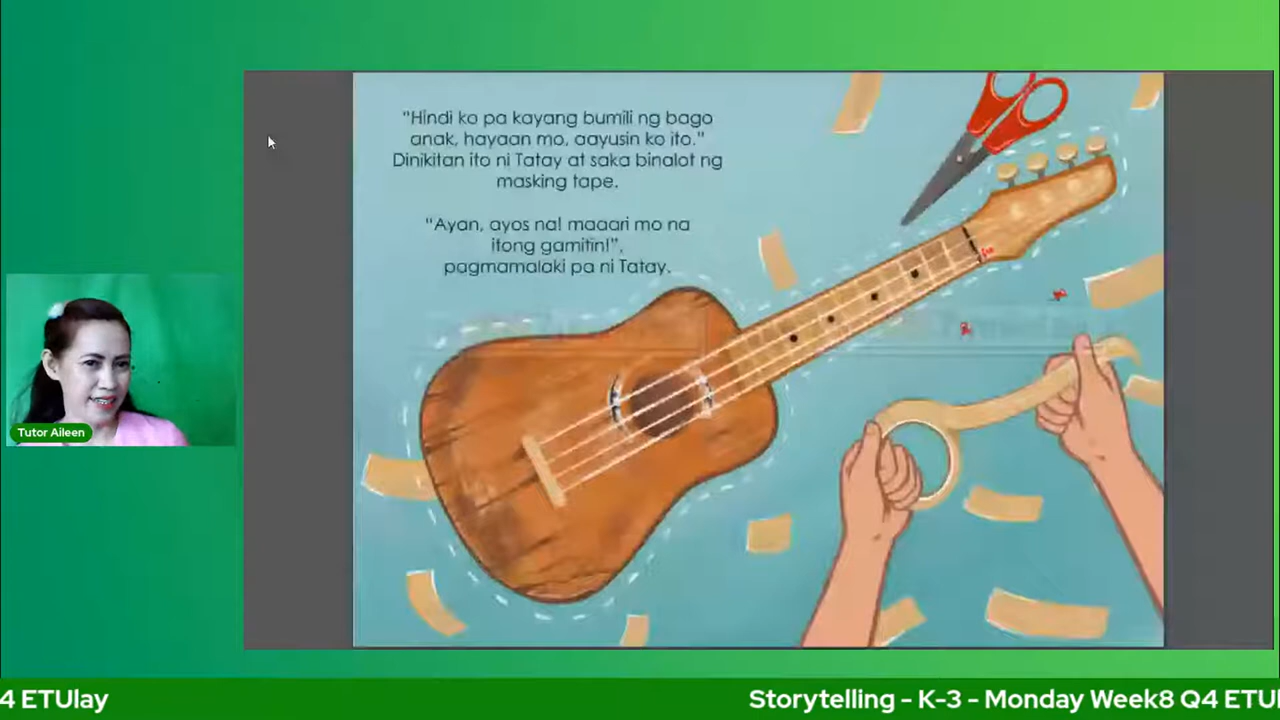 “Hindi ko pa kayang bumili ng bago
anak, hayaan mo, aayusin ko ito.”
Dinikitan ito ni Tatay at saka binalot ng
masking tape.
“Ayan, ayos na! maaari mo na
itong gamitin!”,
pagmamalaki pa ni Tatay.
Tutor Aileen
4 ETUlay
Storytelling - K-3 - Monday Week8 Q4 ETU